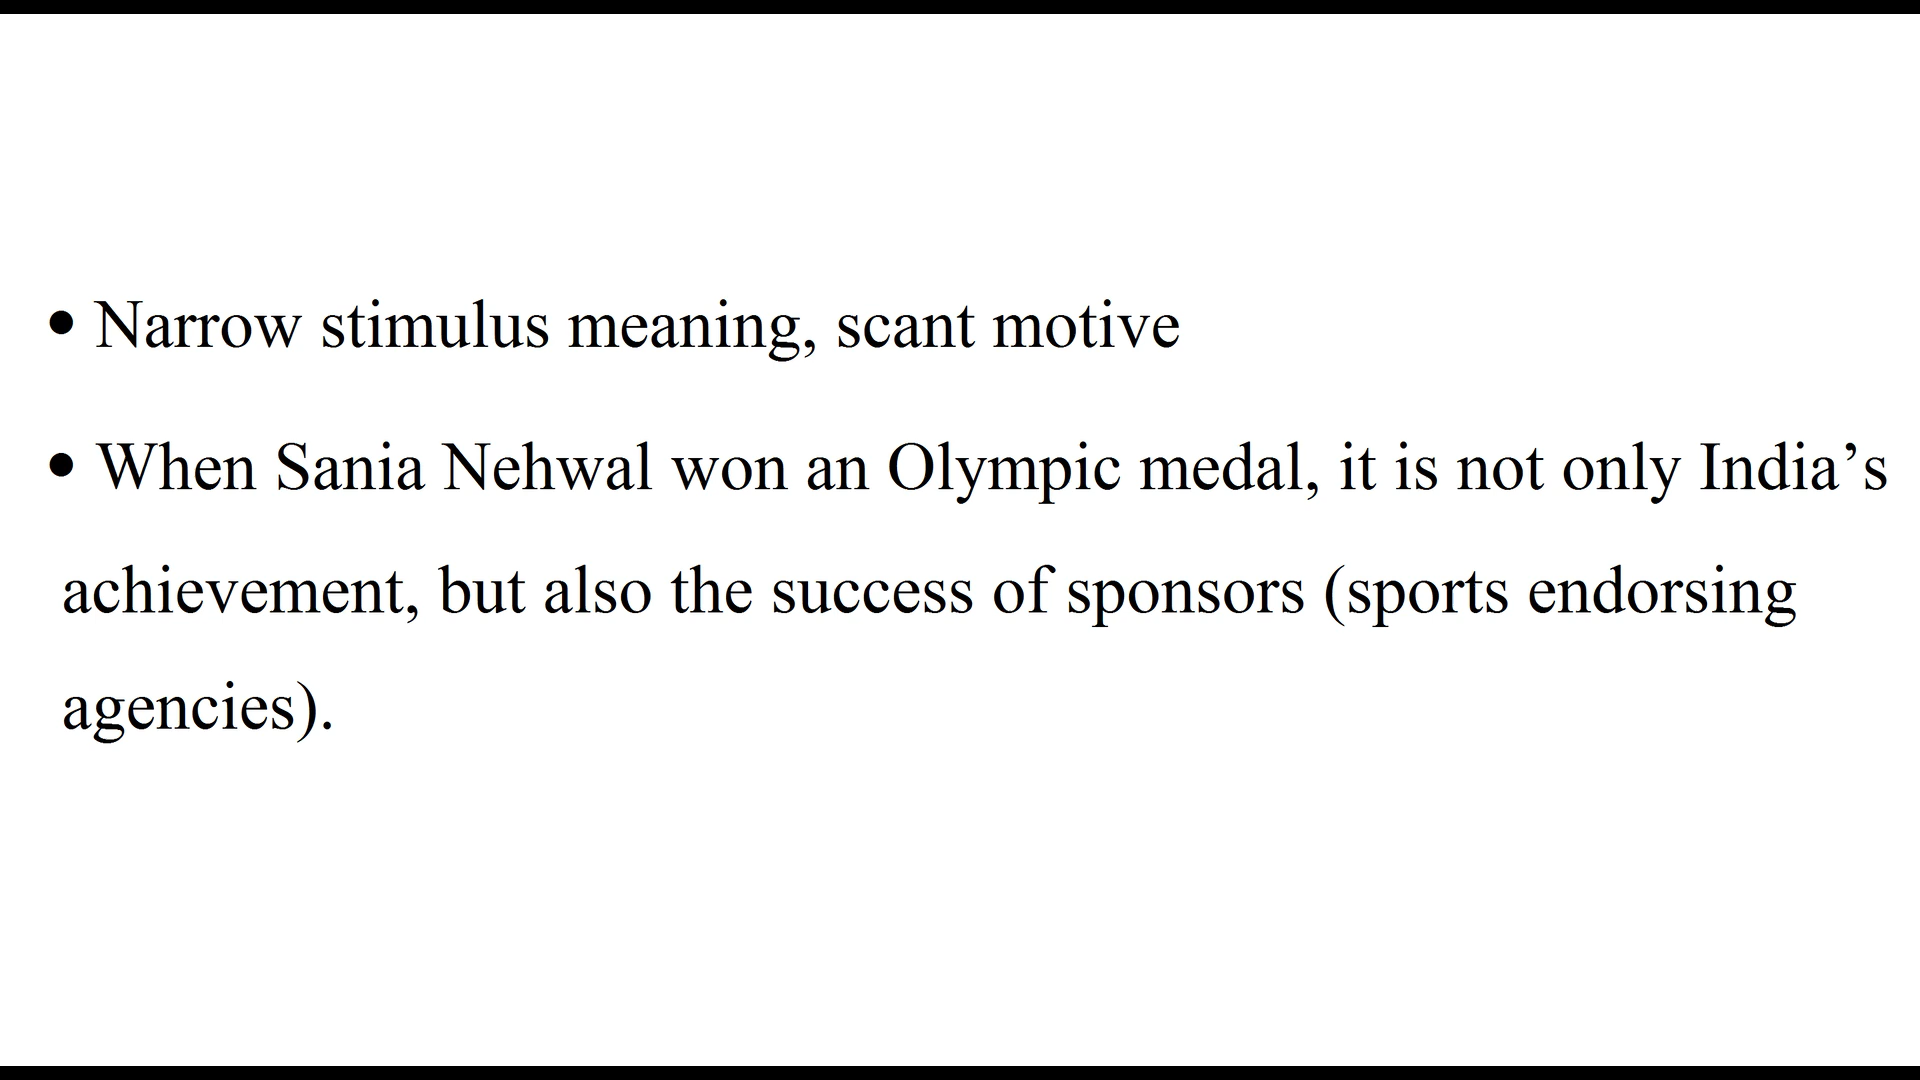 • Narrow stimulus meaning, scant motive
• When Sania Nehwal won an Olympic medal, it is not only India’s
achievement, but also the success of sponsors (sports endorsing
agencies).